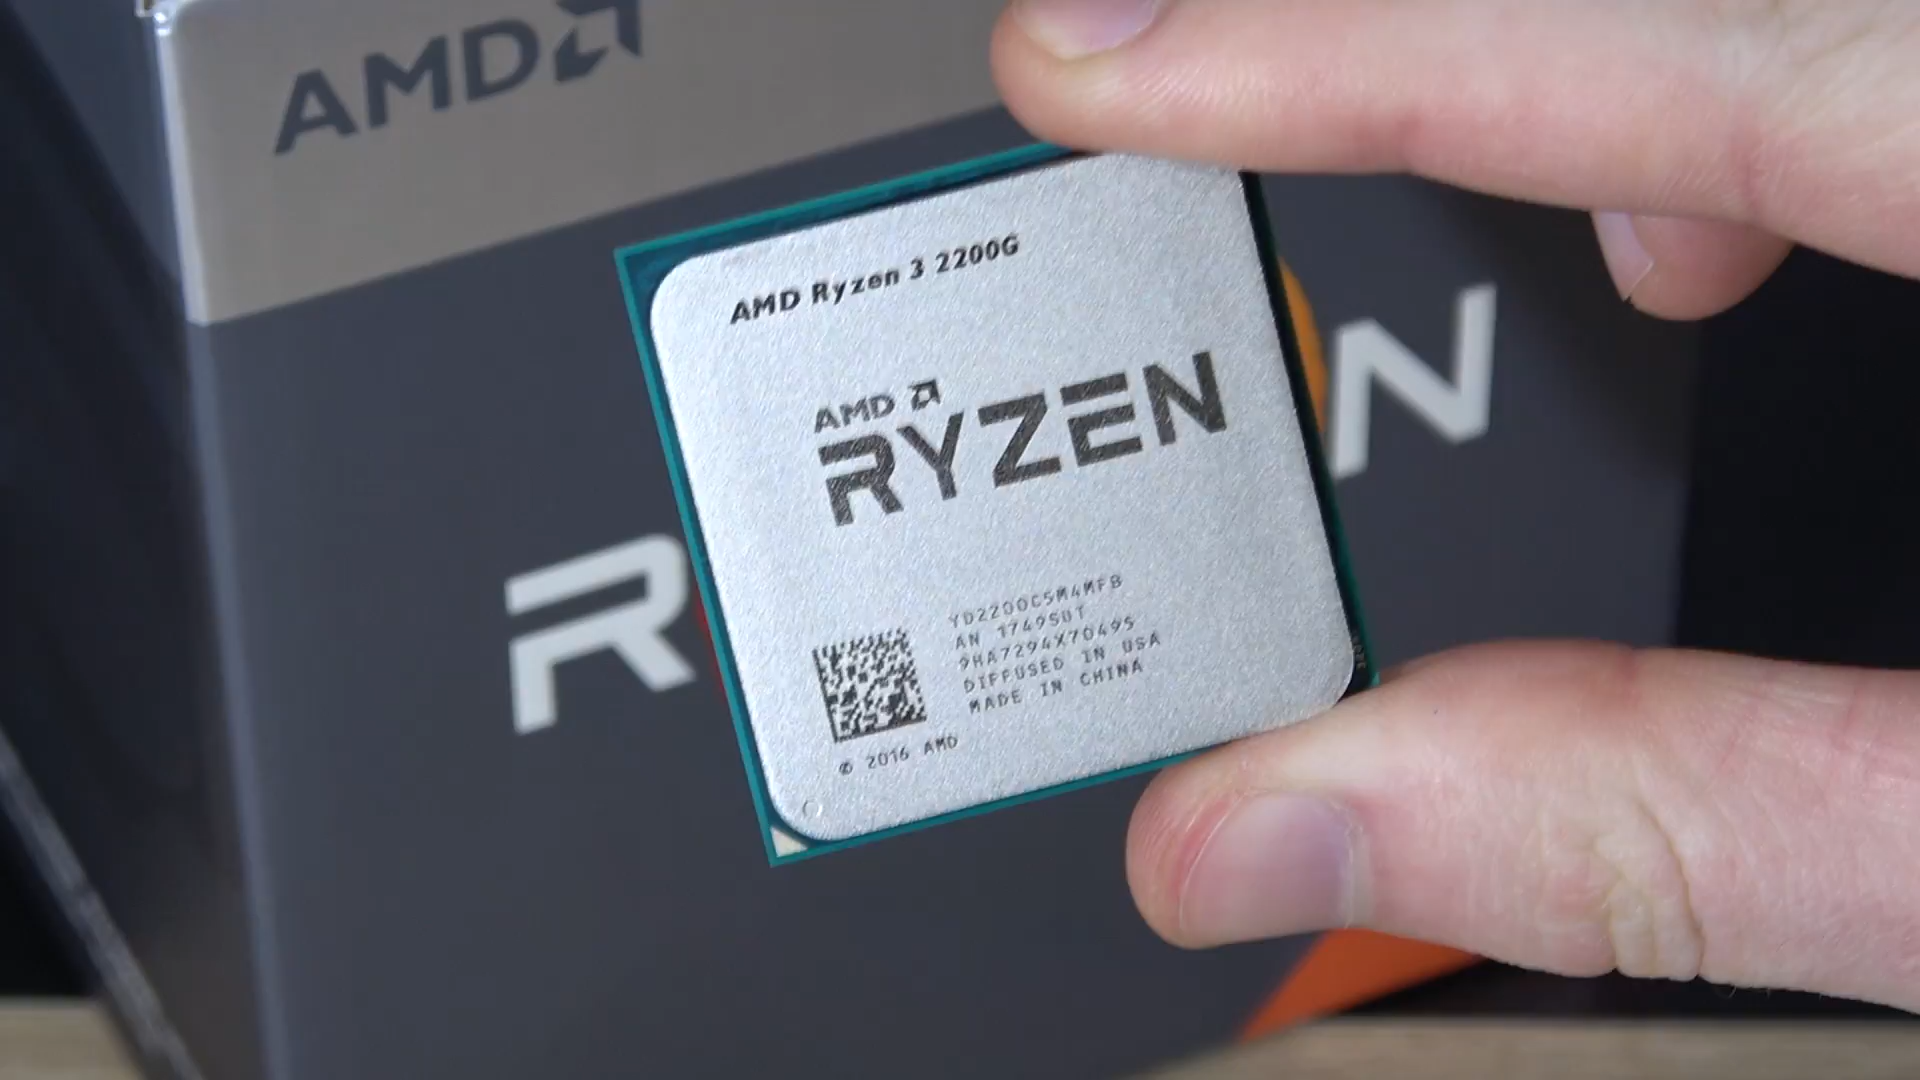 AMD
AMD Ryzen 3 2200G
AMD
RYZEN
R
N
YD2200C5M4MFB
AN 1749SUT
9HA7294X70495
DIFFUSED IN USA
MADE IN CHINA
© 2016 AMD